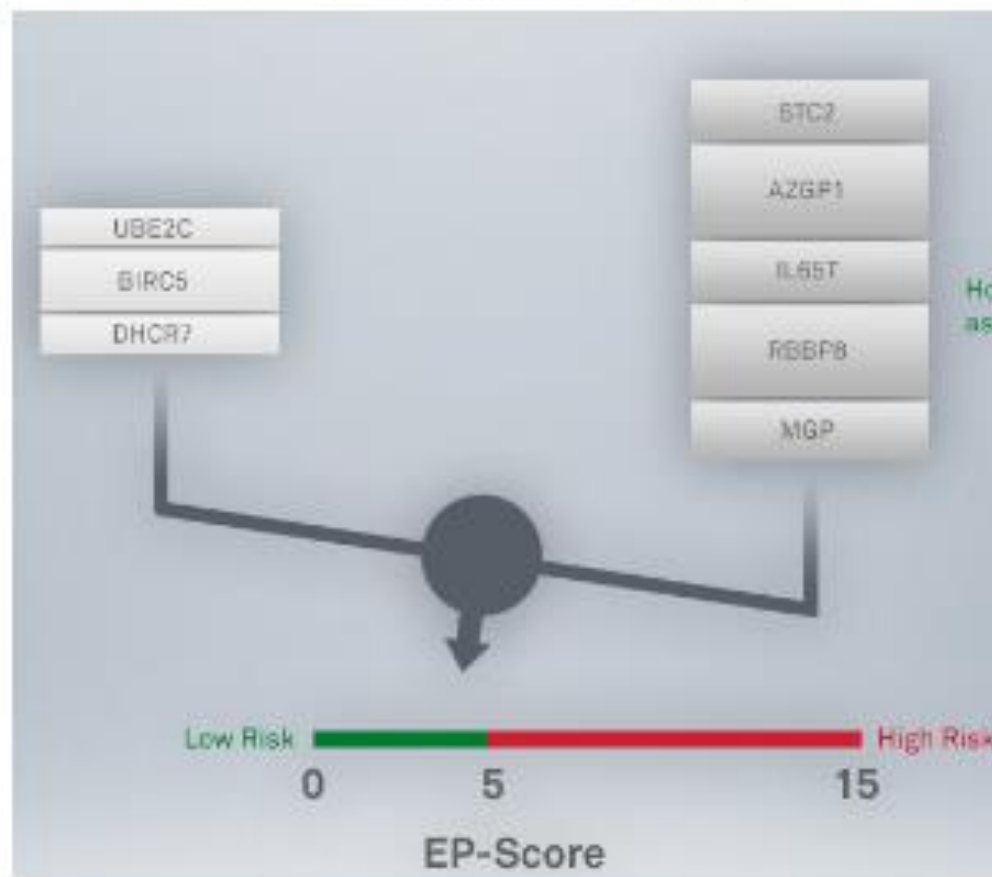 STC2
AZGP1
UBE2C
BIRC5
DHCR7
IL6ST
RBBP8
MGP
Low Risk
High Risk
0
5
15
EP-Score